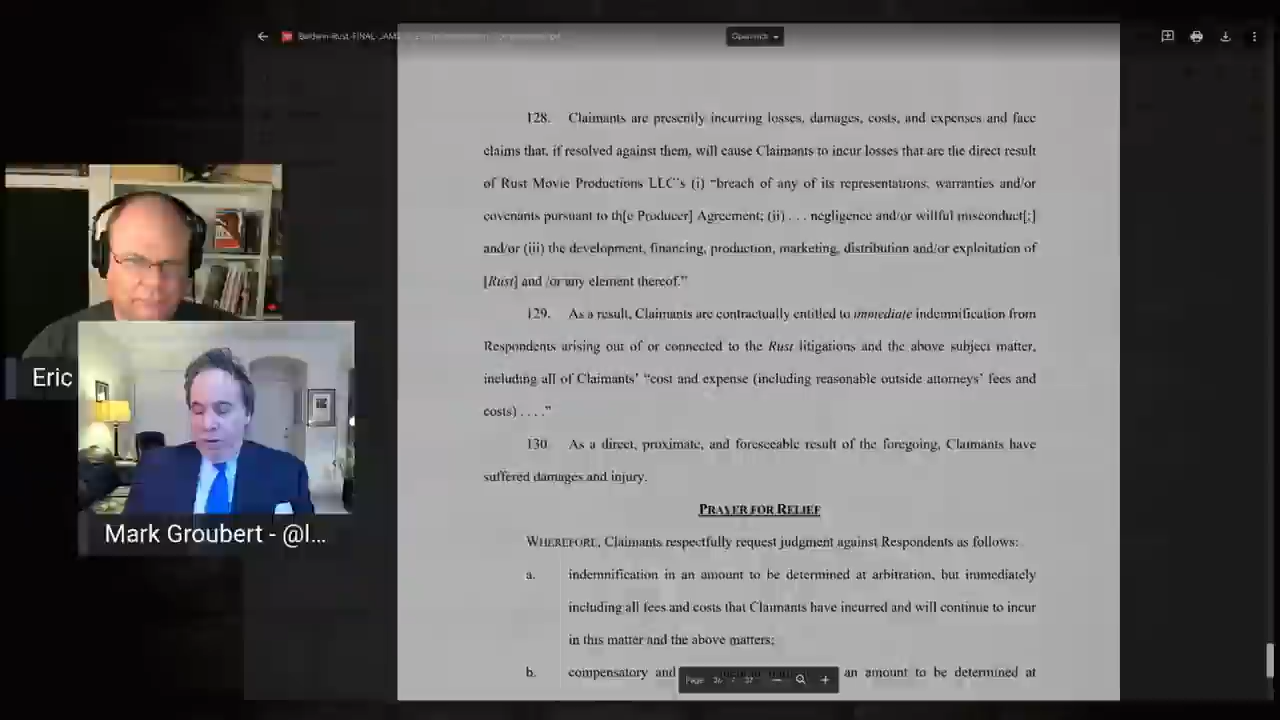 Open with
128. Claimants are presently incurring losses, damages, costs, and expenses and face
claims that, if resolved against them, will cause Claimants to incur losses that are the direct result
of Rust Movie Productions LLC's (i) "breach of any of its representations, warranties and/or
covenants pursuant to th[e Producer] Agreement; (ii) . . . negligence and/or willful misconduct[;]
and/or (iii) the development, financing, production, marketing, distribution and/or exploitation of
[Rust] and /or any element thereof."
129. As a result, Claimants are contractually entitled to immediate indemnification from
Respondents arising out of or connected to the Rust litigations and the above subject matter,
including all of Claimants' "cost and expense (including reasonable outside attorneys' fees and
costs) . . . ."
130. As a direct, proximate, and foreseeable result of the foregoing, Claimants have
suffered damages and injury.
PRAYER FOR RELIEF
WHEREFORE, Claimants respectfully request judgment against Respondents as follows:
a. indemnification in an amount to be determined at arbitration, but immediately
including all fees and costs that Claimants have incurred and will continue to incur
in this matter and the above matters;
b. compensatory and an amount to be determined at
Page 36 / 37
Eric
Mark Groubert - @l...